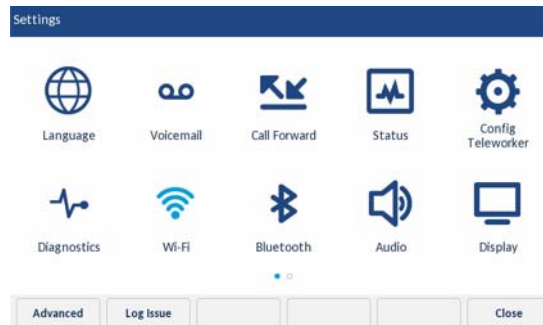 Settings
Language
Voicemail
Call Forward
Status
Config
Teleworker
Diagnostics
Wi-Fi
Bluetooth
Audio
Display
Advanced
Log Issue
Close